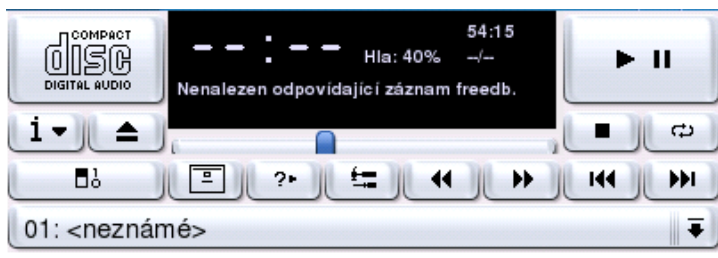 COMPACT
disc
DIGITAL AUDIO
-- : --
54:15
Hla: 40%
--/--
Nenalezen odpovídající záznam freedb.
01: <neznámé>